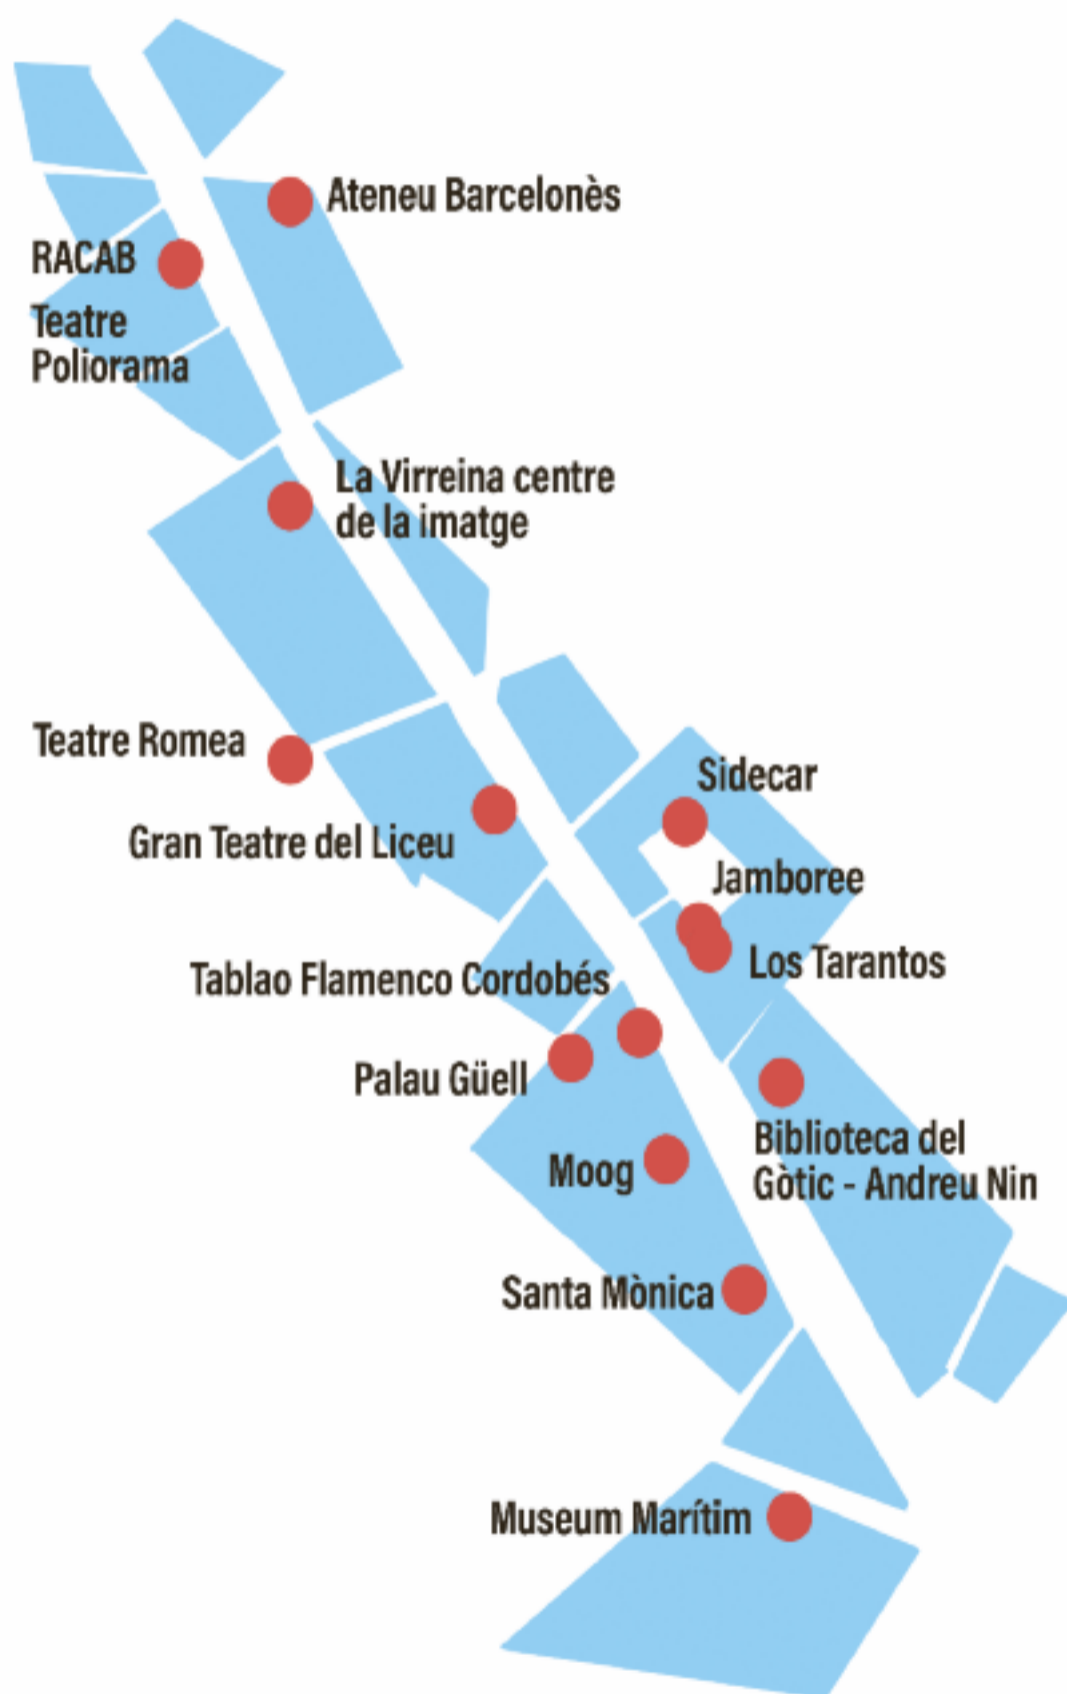 Ateneu Barcelonès
RACAB
Teatre
Poliorama
La Virreina centre
de la imatge
Teatre Romea
Sidecar
Gran Teatre del Liceu
Jamboree
Los Tarantos
Tablao Flamenco Cordobés
Palau Güell
Biblioteca del
Gòtic - Andreu Nin
Moog
Santa Mònica
Museum Marítim